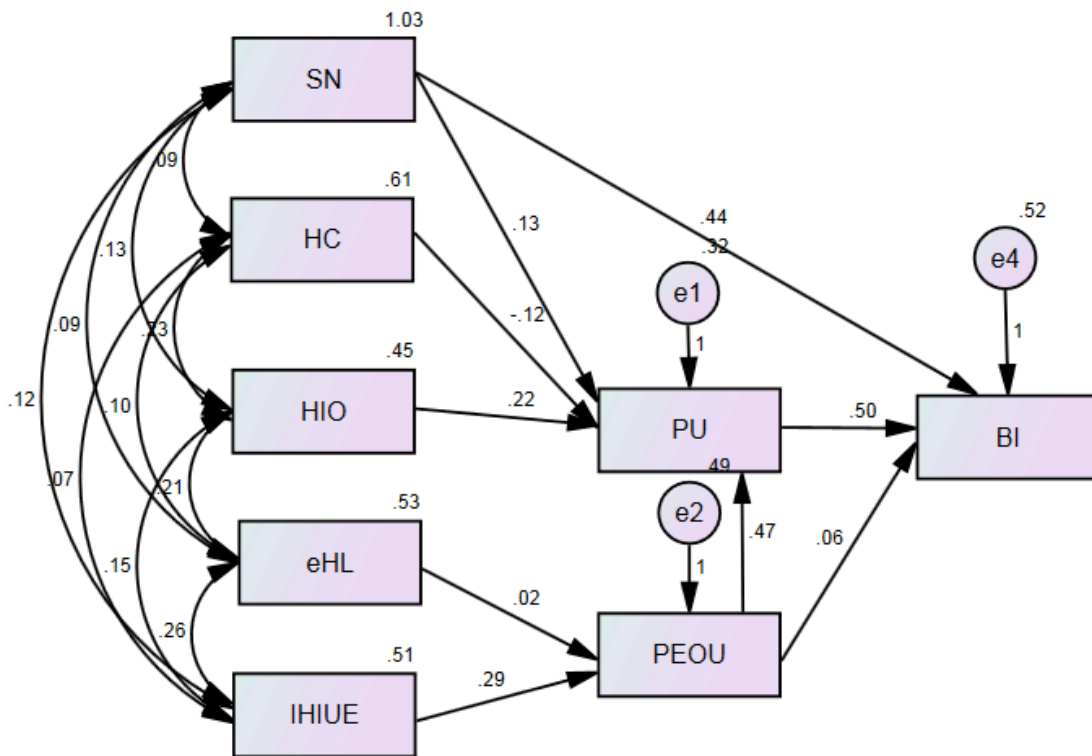 1.03
SN
.09
.61
HC
.13
.44
.52
.13
.32
e4
e1
.09
-.12
1
1
.45
.12
HIO
.22
.10
PU
.50
BI
.07
.21
.49
.53
e2
.47
.06
eHL
.15
1
.02
.26
.51
PEOU
.29
IHIUE